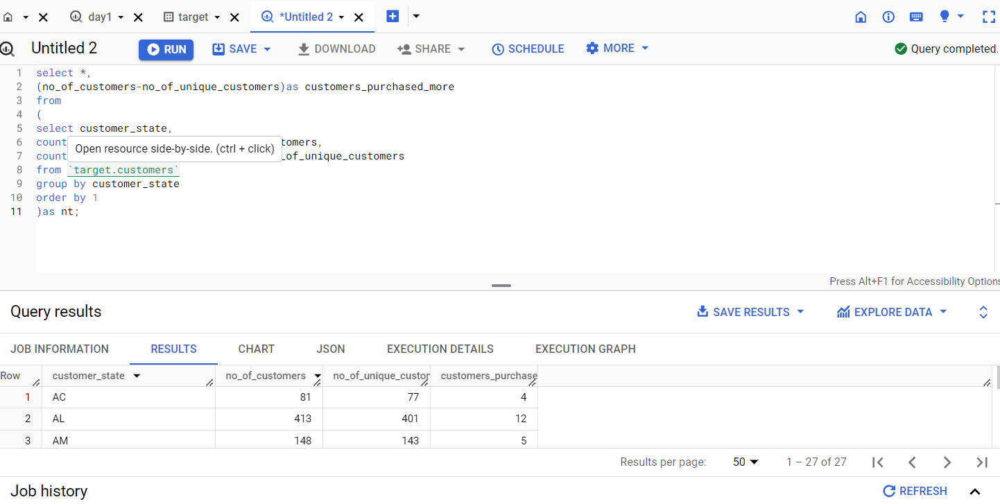 day1
target
*Untitled 2
Untitled 2
RUN
SAVE
DOWNLOAD
SHARE
SCHEDULE
MORE
Query completed.
1 select *,
2 (no_of_customers-no_of_unique_customers)as customers_purchased_more
3 from
4 (
5 select customer_state,
6 count tomers,
7 count _of_unique_customers
Open resource side-by-side. (ctrl + click)
8 from `target.customers`
9 group by customer_state
10 order by 1
11 )as nt;
Press Alt+F1 for Accessibility Options
Query results
SAVE RESULTS
EXPLORE DATA
JOB INFORMATION RESULTS CHART JSON EXECUTION DETAILS EXECUTION GRAPH
Row customer_state no_of_customers no_of_unique_custor customers_purchase
1 AC 81 77 4
2 AL 413 401 12
3 AM 148 143 5
Results per page: 50 1 – 27 of 27
Job history
REFRESH